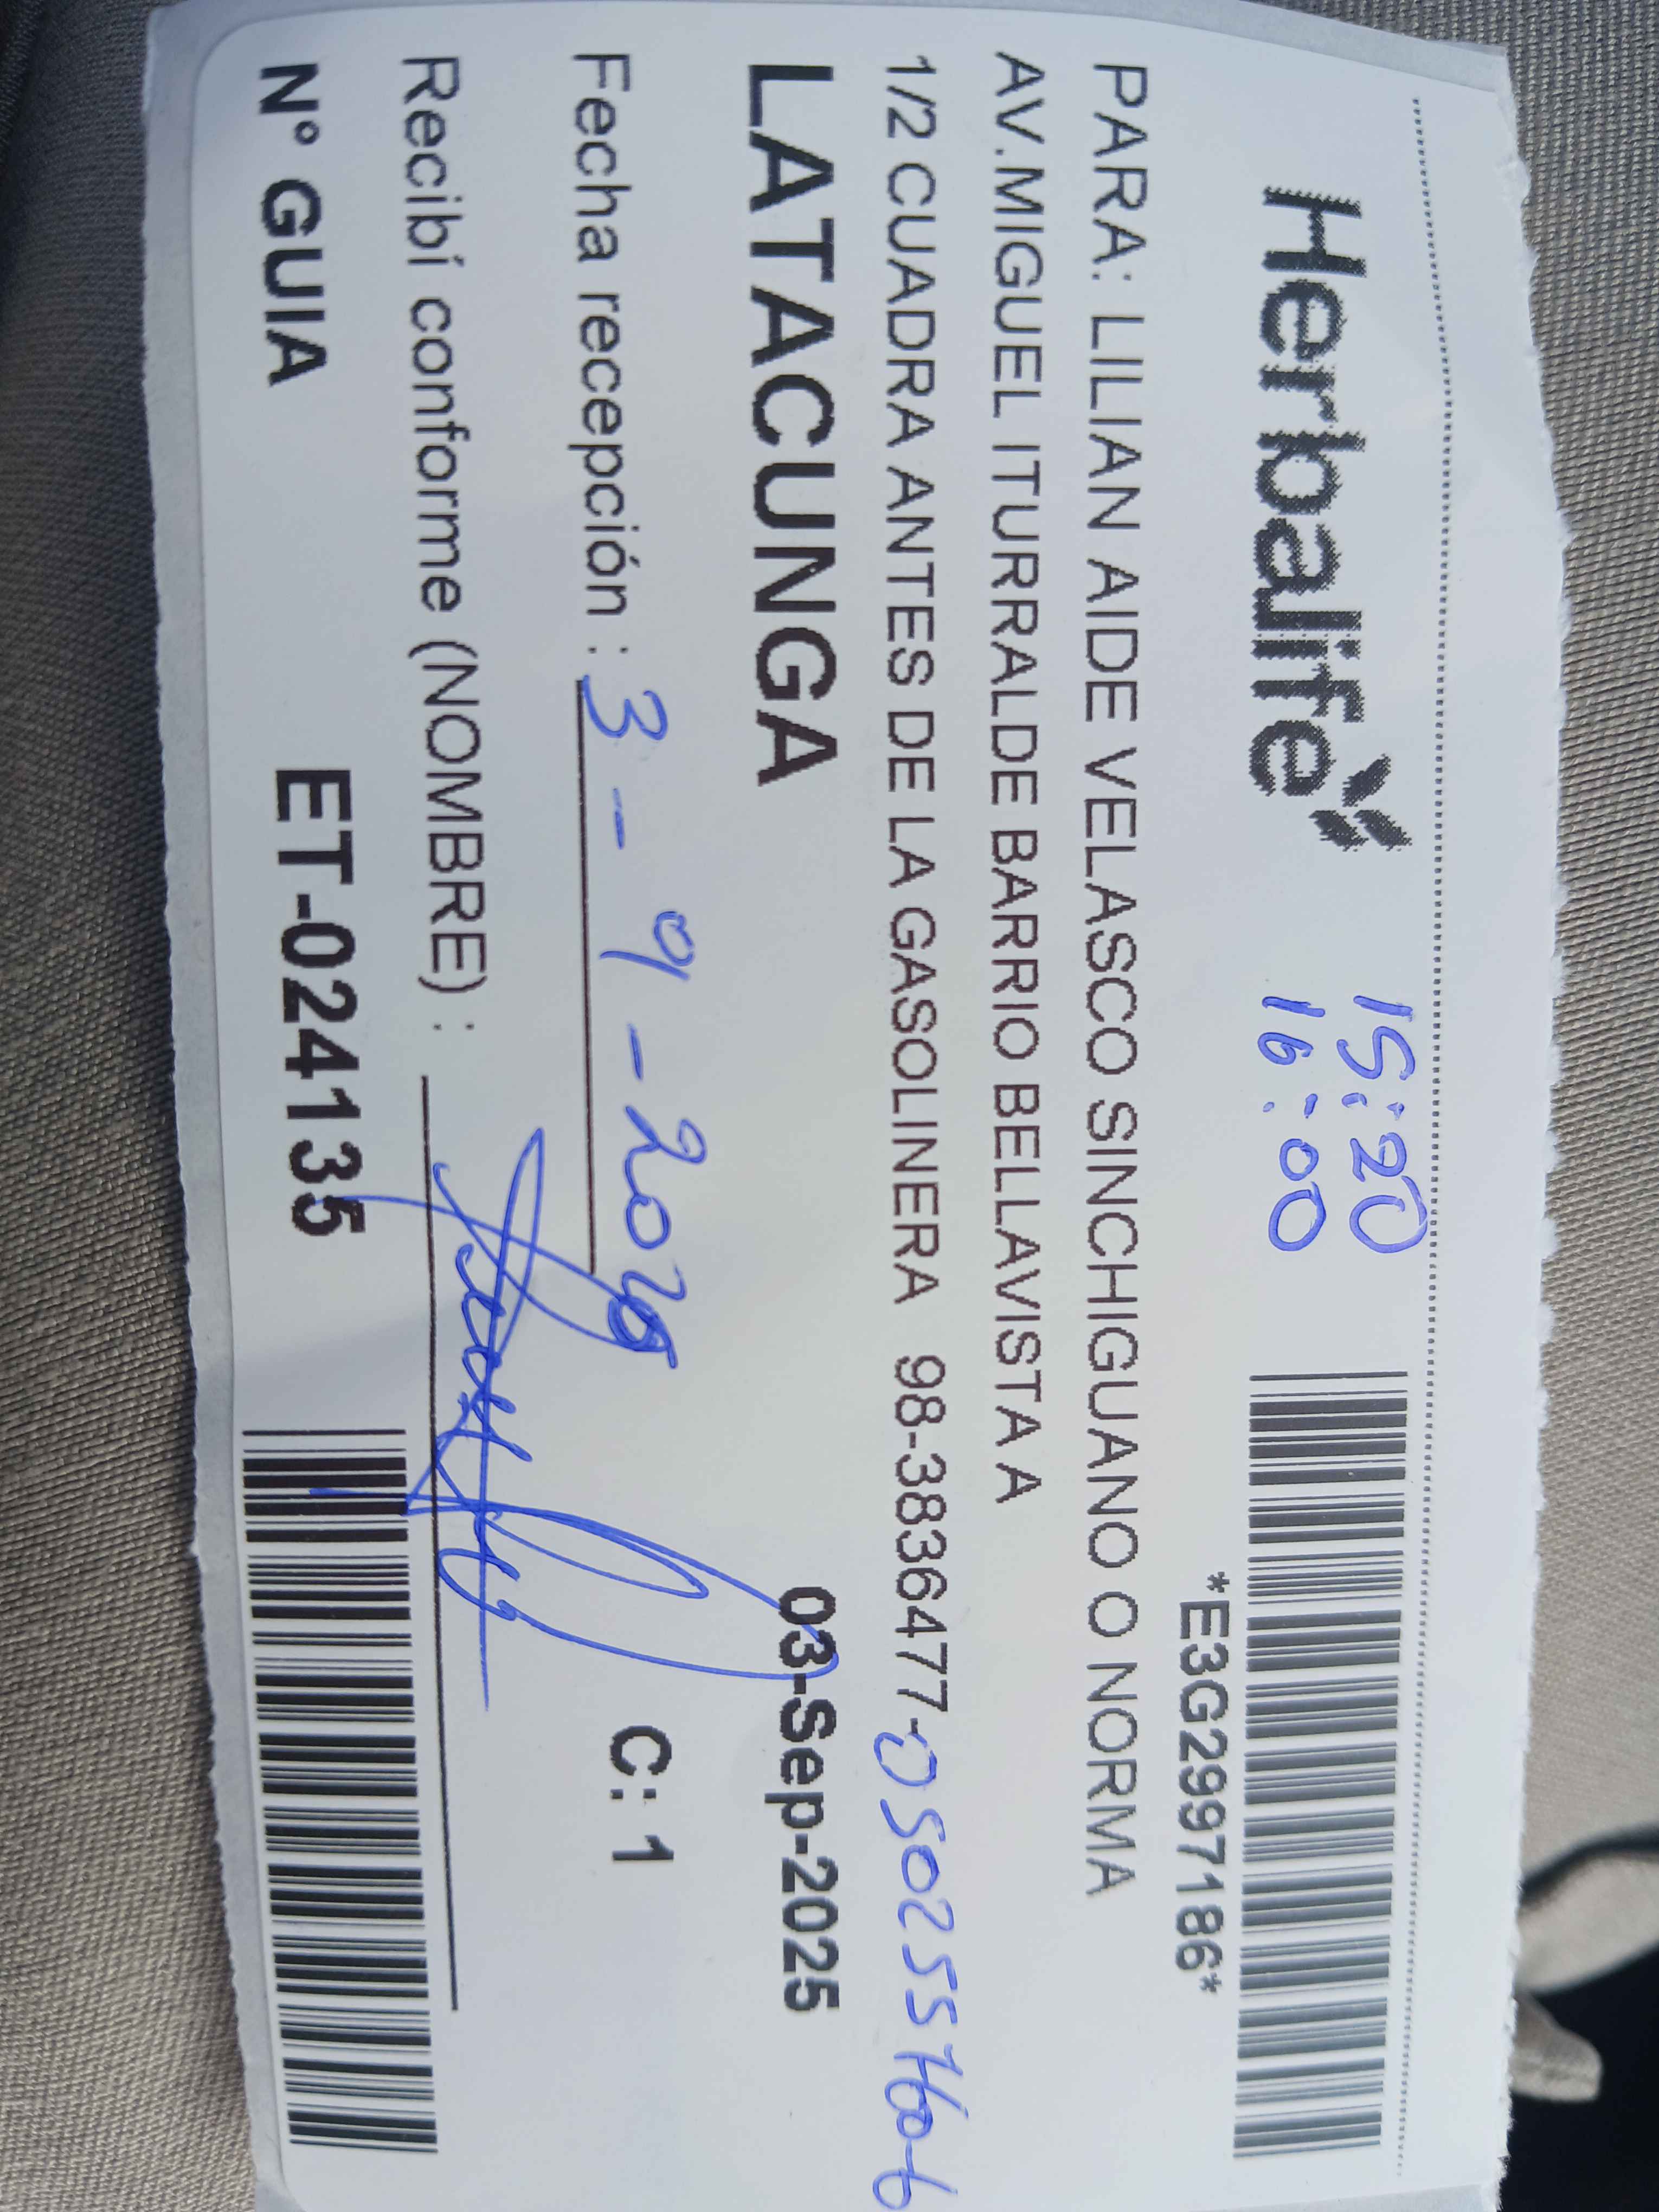 Herbalife
15:20
16:00
*E3G2997186*
PARA: LILIAN AIDE VELASCO SINCHIGUANO O NORMA
AV.MIGUEL ITURRALDE BARRIO BELLAVISTA A
1/2 CUADRA ANTES DE LA GASOLINERA 98-3836477-
LATACUNGA 03-Sep-2025
Fecha recepción : 3-9-2025 C: 1
Recibí conforme (NOMBRE) :
N° GUIA ET-024135